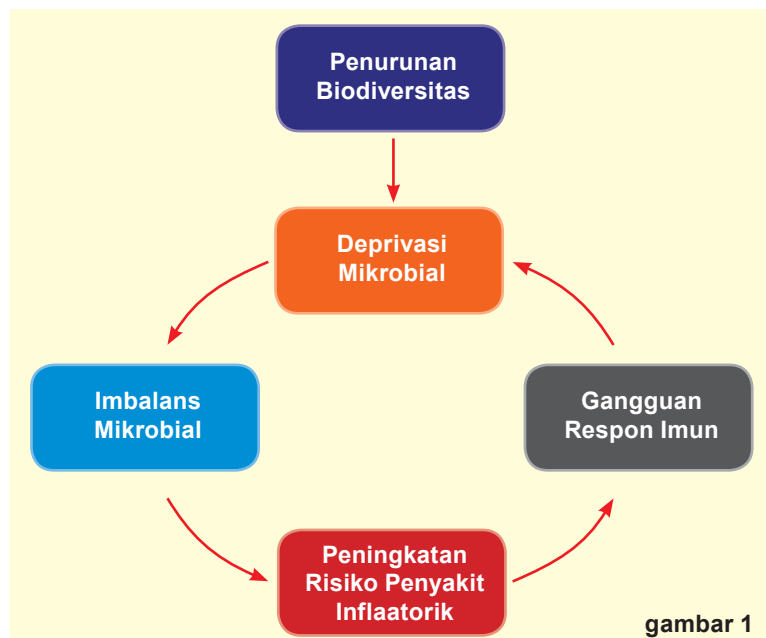 Penurunan
Biodiversitas
Deprivasi
Mikrobial
Imbalans
Mikrobial
Gangguan
Respon Imun
Peningkatan
Risiko Penyakit
Inflaatorik
gambar 1